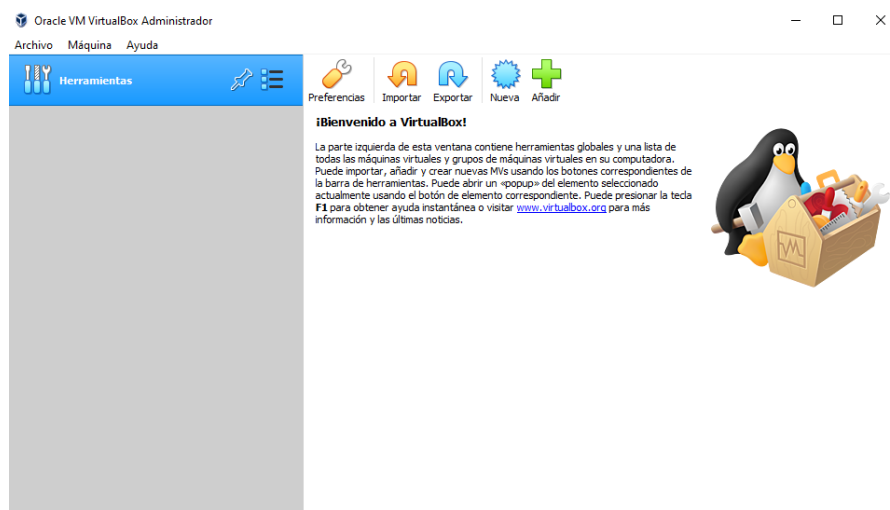 Oracle VM VirtualBox Administrador
Archivo Máquina Ayuda
Herramientas
Preferencias Importar Exportar Nueva Añadir
¡Bienvenido a VirtualBox!
La parte izquierda de esta ventana contiene herramientas globales y una lista de
todas las máquinas virtuales y grupos de máquinas virtuales en su computadora.
Puede importar, añadir y crear nuevas MVs usando los botones correspondientes de
la barra de herramientas. Puede abrir un «popup» del elemento seleccionado
actualmente usando el botón de elemento correspondiente. Puede presionar la tecla
F1 para obtener ayuda instantánea o visitar www.virtualbox.org para más
información y las últimas noticias.